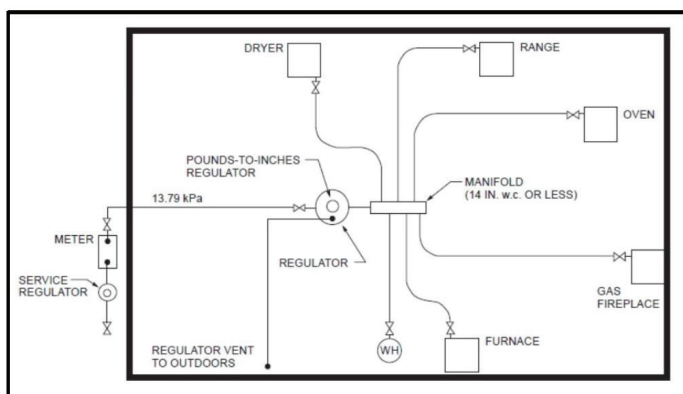 DRYER
RANGE
OVEN
POUNDS-TO-INCHES
REGULATOR
MANIFOLD
(14 IN. w.c. OR LESS)
13.79 kPa
METER
REGULATOR
SERVICE
REGULATOR
GAS
FIREPLACE
REGULATOR VENT
TO OUTDOORS
WH
FURNACE